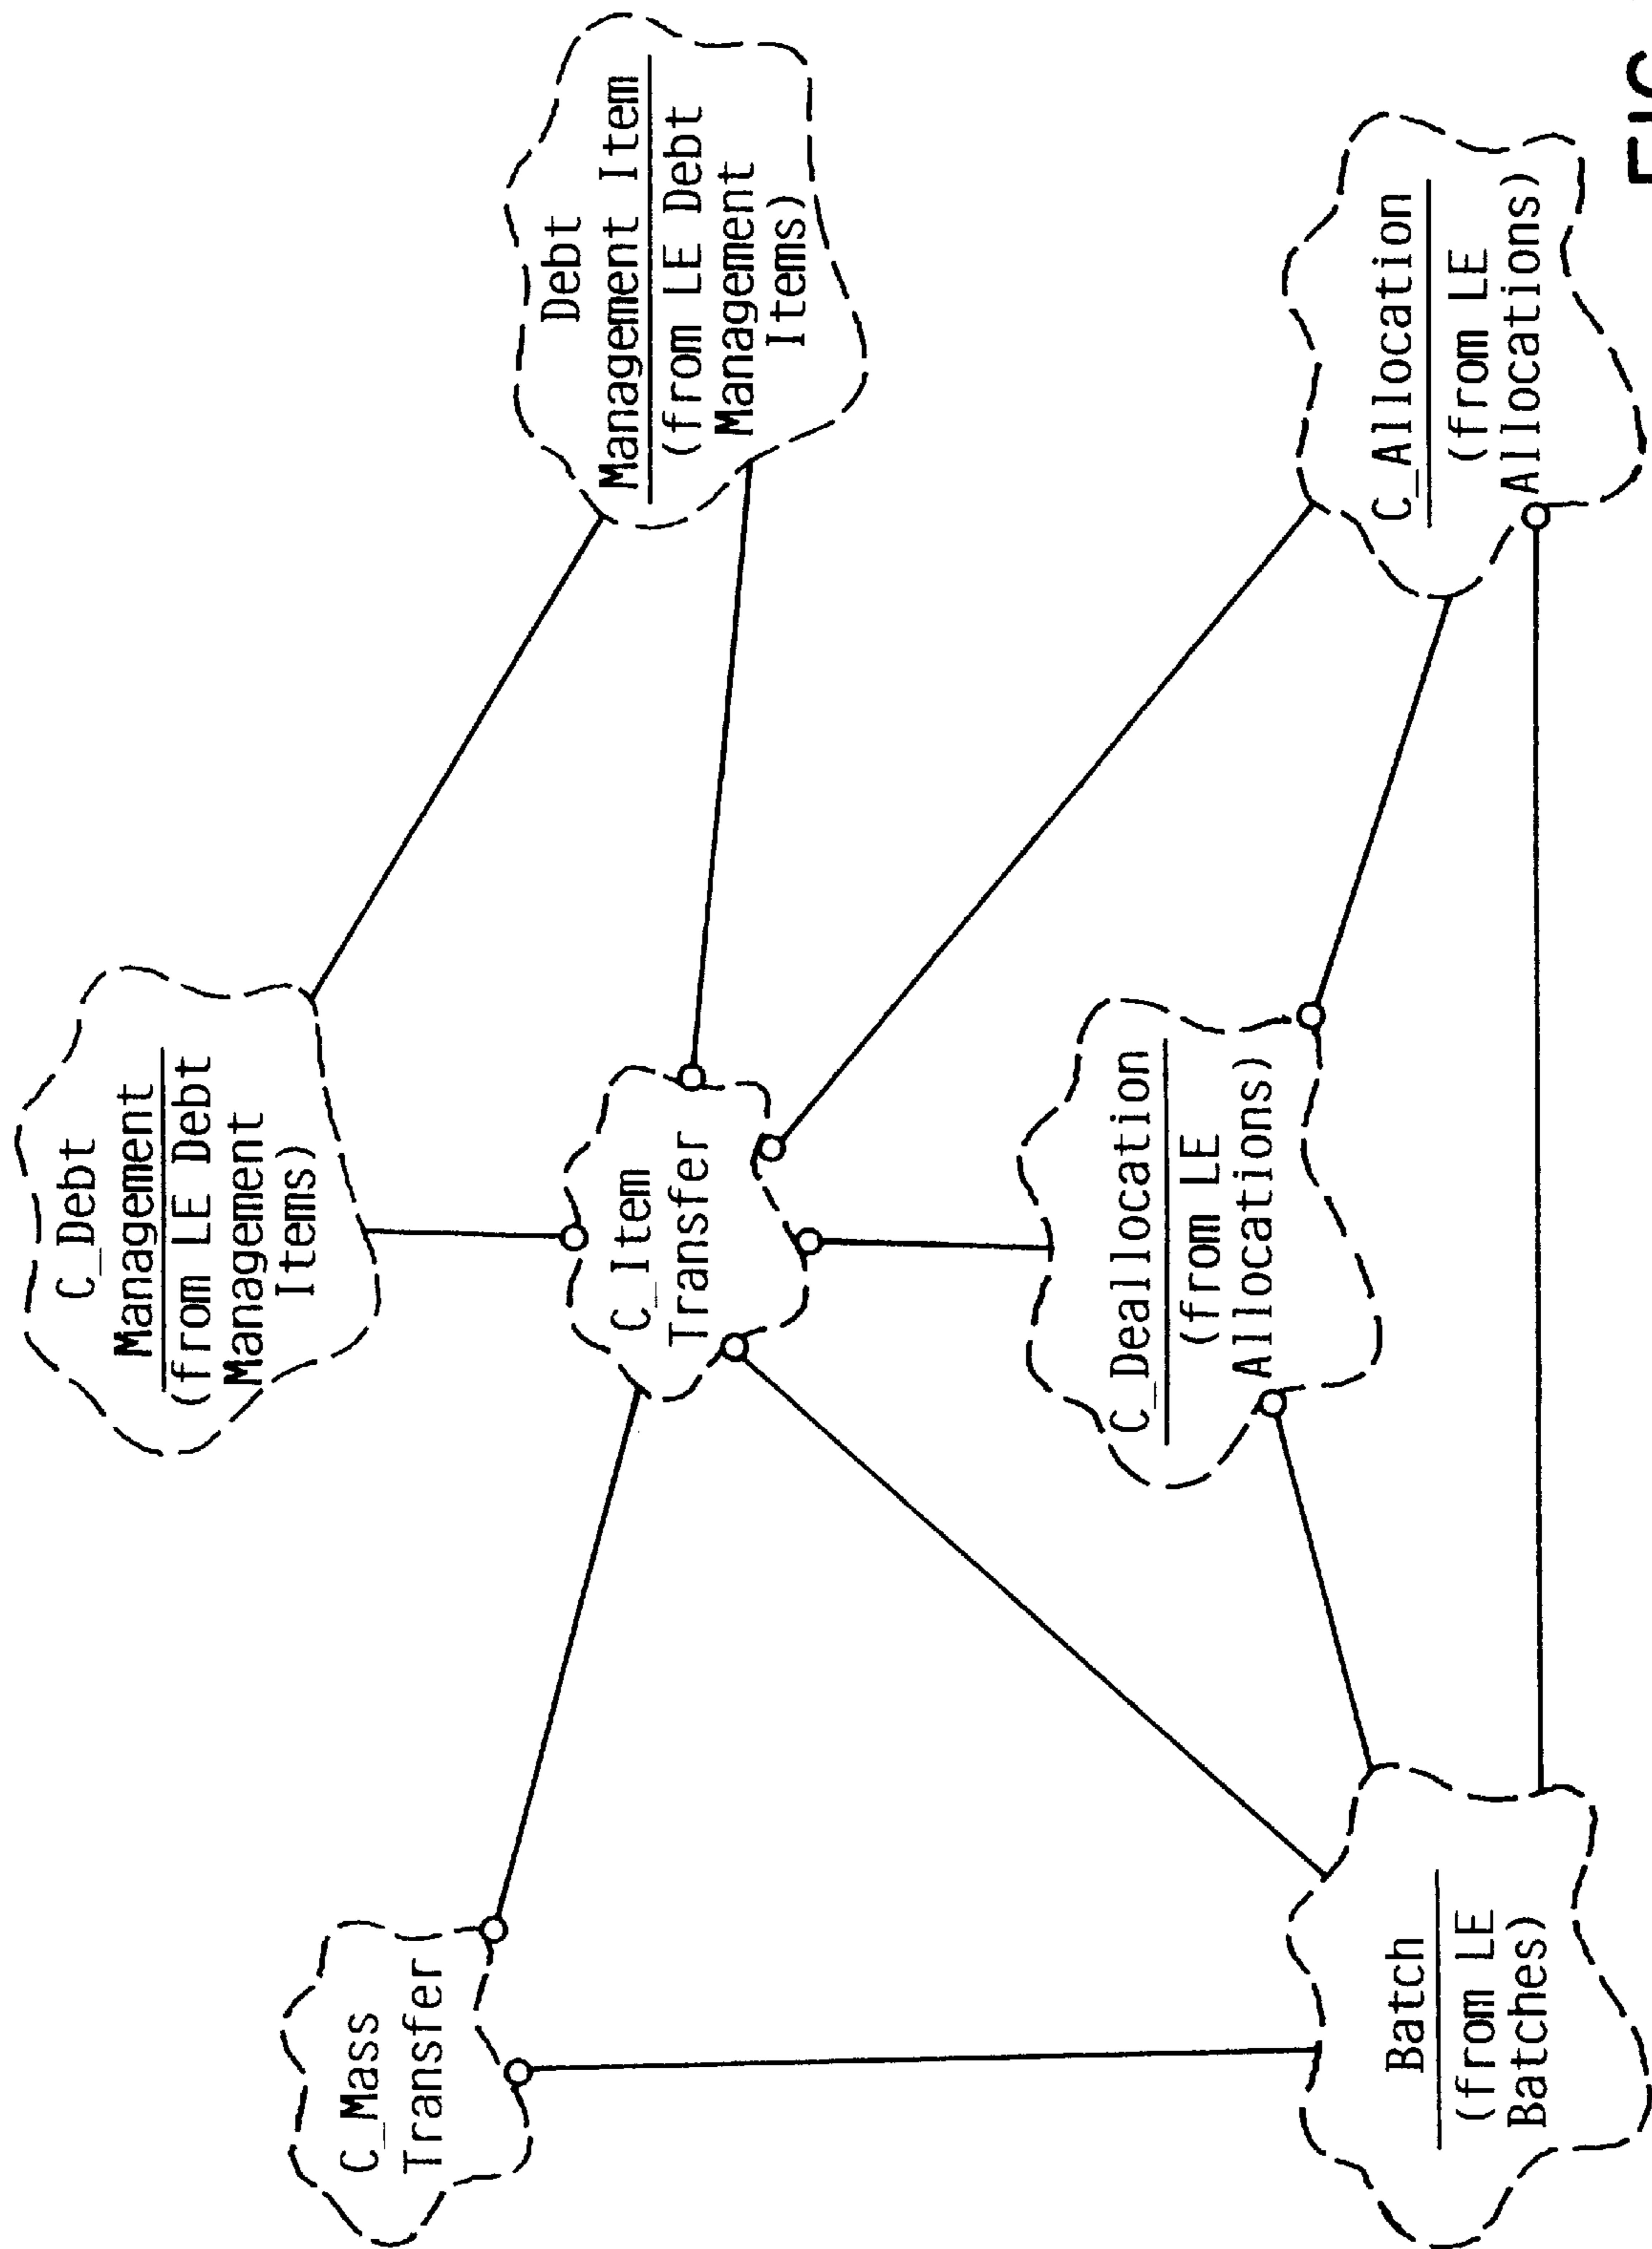 C_Debt
Management
(from LE Debt
Management
Items)
Debt
Management Item
(from LE Debt
Management
Items)
C_Mass
Transfer
C_Item
Transfer
C_Deallocation
(from LE
Allocations)
Batch
(from LE
Batches)
C_Allocation
(from LE
Allocations)